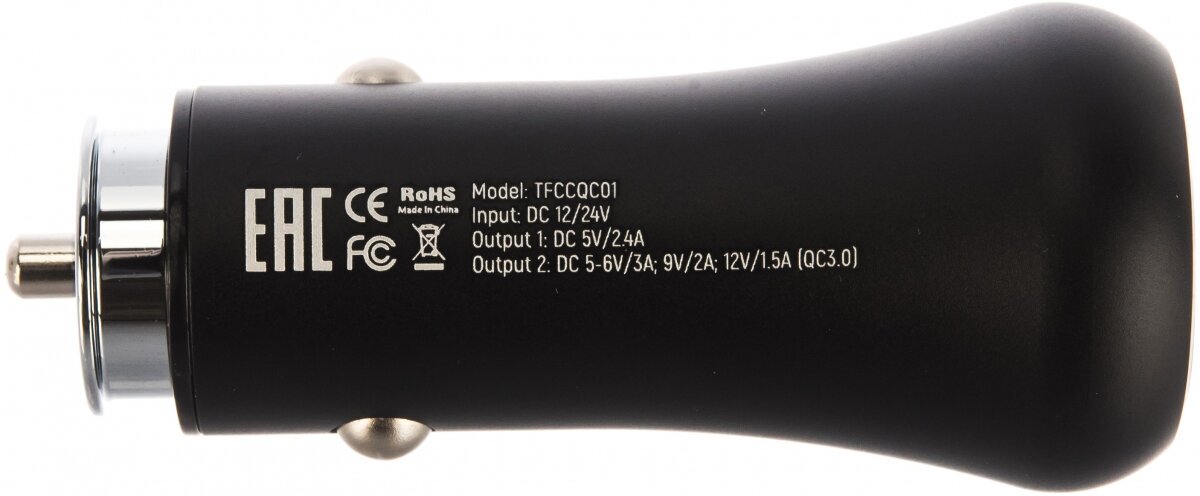 EAC
CE
RoHS
Made in China
FC
Model: TFCCQC01
Input: DC 12/24V
Output 1: DC 5V/2.4A
Output 2: DC 5-6V/3A; 9V/2A; 12V/1.5A (QC3.0)